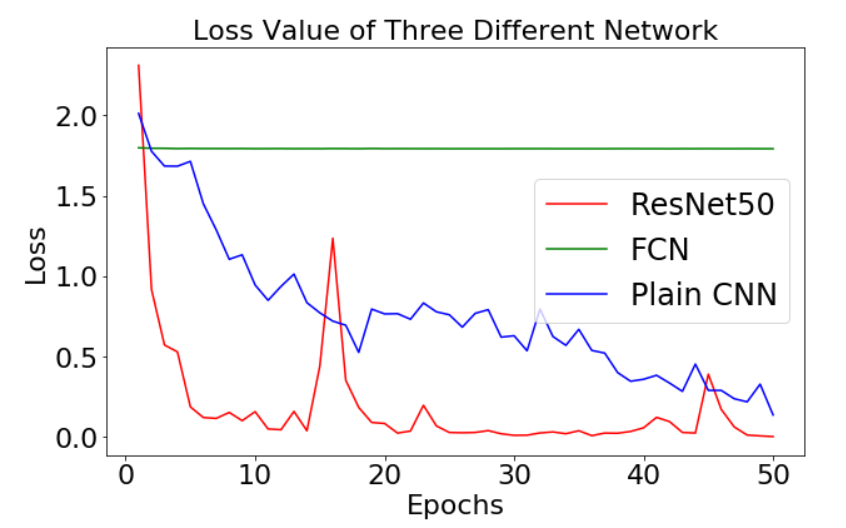 Loss Value of Three Different Network
2.0
1.5
1.0
0.5
0.0
Loss
ResNet50
FCN
Plain CNN
0 10 20 30 40 50
Epochs